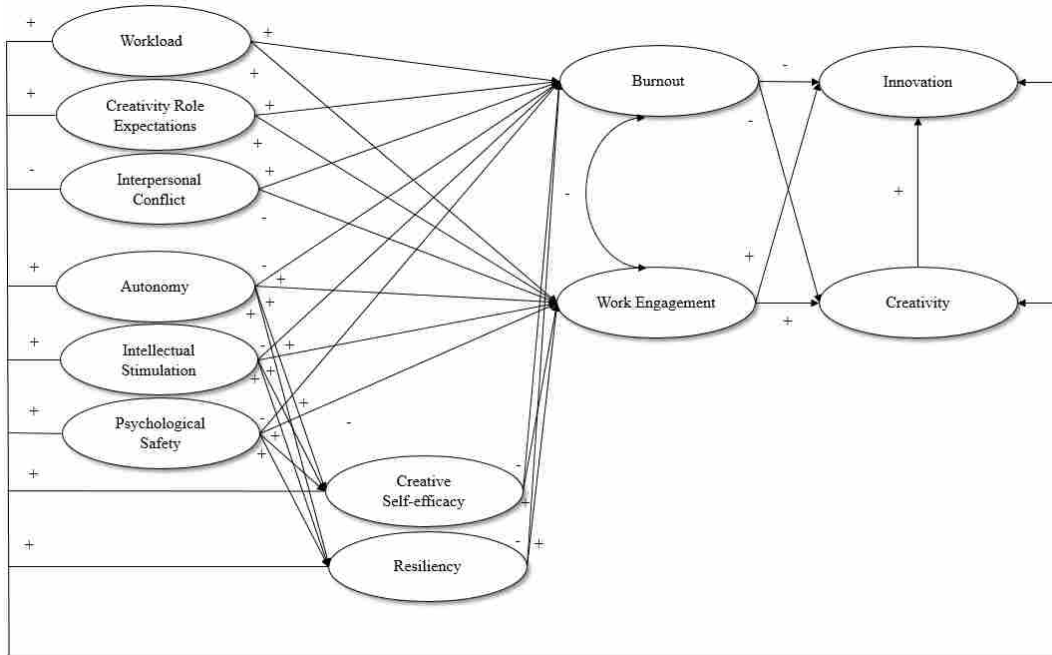 Workload
Creativity Role
Expectations
Interpersonal
Conflict
Autonomy
Intellectual
Stimulation
Psychological
Safety
Creative
Self-efficacy
Resiliency
Burnout
Work Engagement
Innovation
Creativity
+
+
-
+
+
+
+
+
+
+
+
+
+
-
-
+
+
+
-
+
+
+
-
+
+
+
-
-
+
-
+
-
-
-
+
+
+